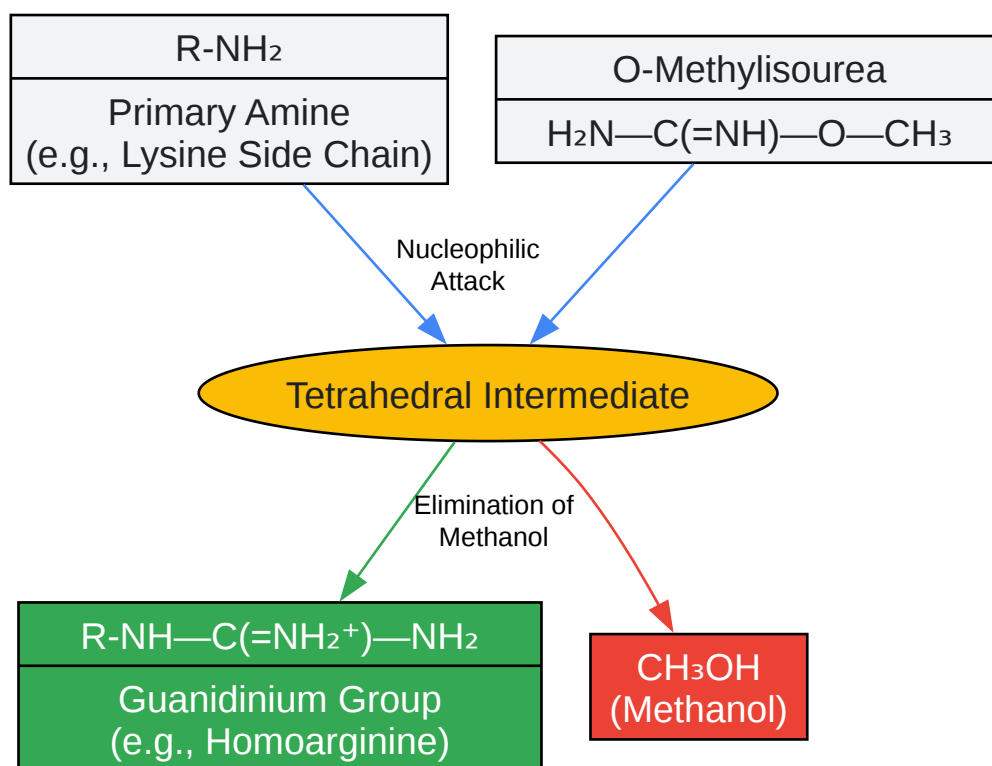 R-NH₂
Primary Amine
(e.g., Lysine Side Chain)
O-Methylisourea
H₂N—C(=NH)—O—CH₃
Nucleophilic
Attack
Tetrahedral Intermediate
Elimination of
Methanol
R-NH—C(=NH₂⁺)—NH₂
Guanidinium Group
(e.g., Homoarginine)
CH₃OH
(Methanol)